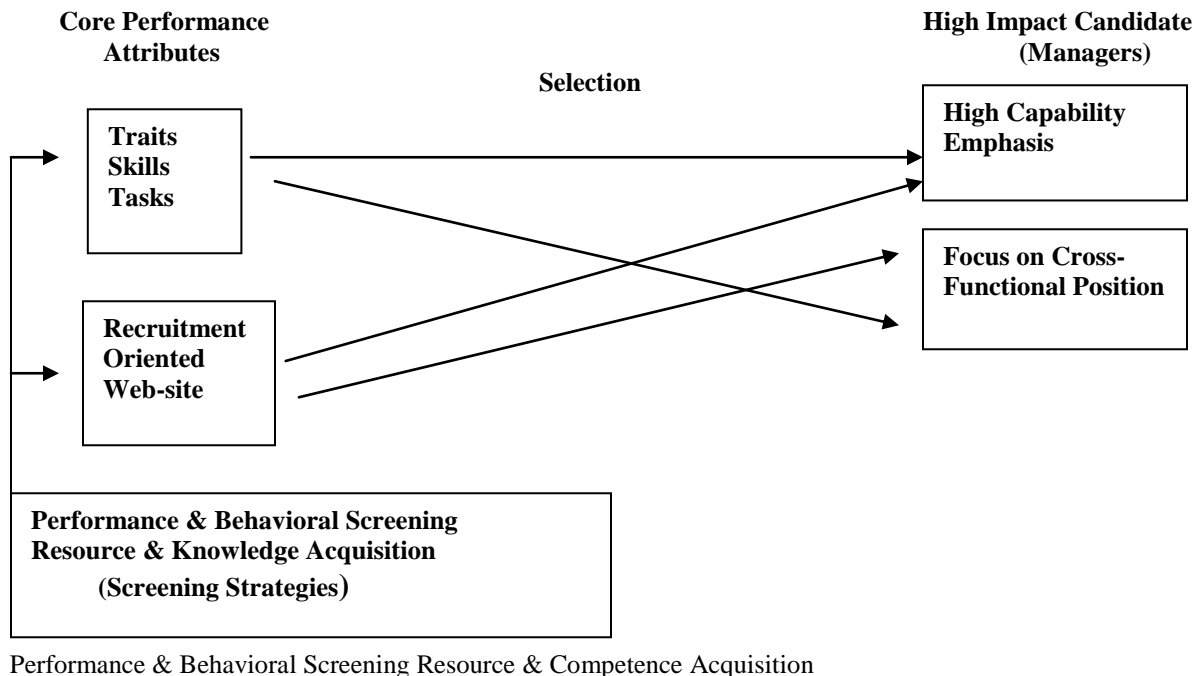 Core Performance
Attributes
High Impact Candidate
(Managers)
Selection
Traits
Skills
Tasks
High Capability
Emphasis
Focus on Cross-
Functional Position
Recruitment
Oriented
Web-site
Performance & Behavioral Screening
Resource & Knowledge Acquisition
(Screening Strategies)
Performance & Behavioral Screening Resource & Competence Acquisition